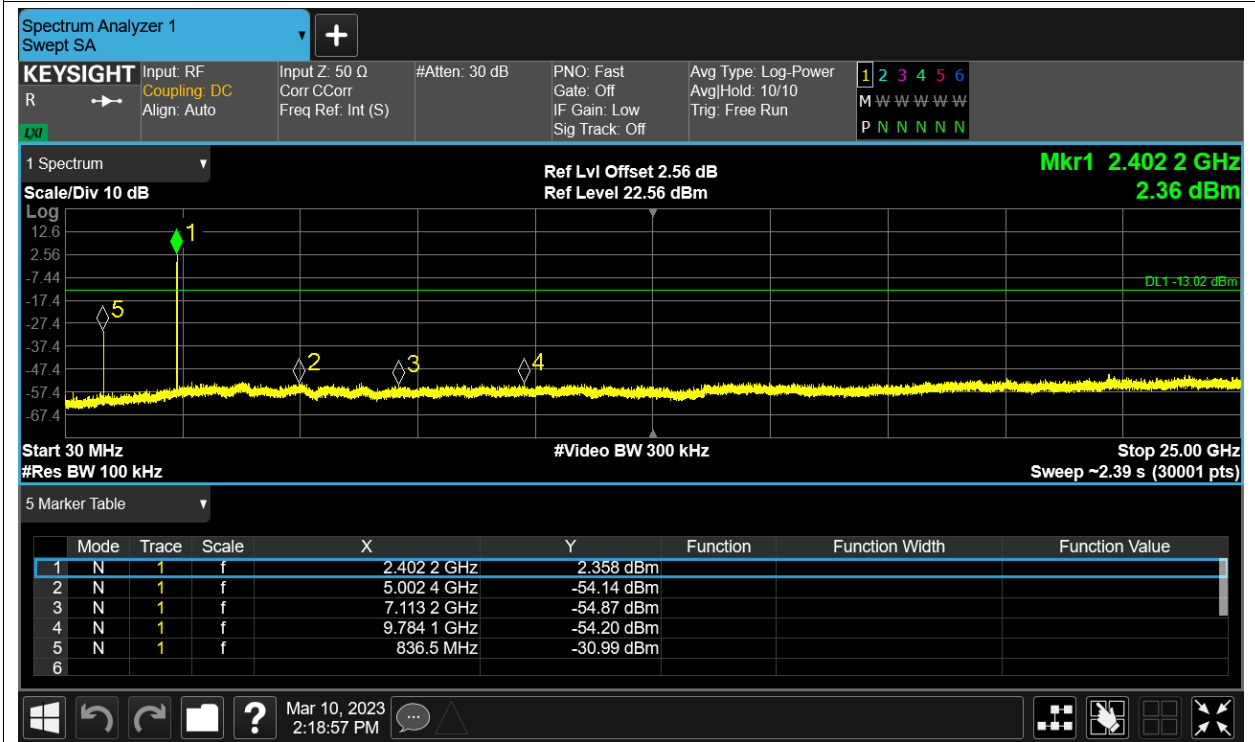 Spectrum Analyzer 1
Swept SA
+
KEYSIGHT Input: RF Input Z: 50 Ω #Atten: 30 dB PNO: Fast Avg Type: Log-Power 1 2 3 4 5 6
R Coupling: DC Corr CCorr Gate: Off Avg|Hold: 10/10 M W W W W W
Align: Auto Freq Ref: Int (S) IF Gain: Low Trig: Free Run
LXI Sig Track: Off P N N N N N
1 Spectrum Ref Lvl Offset 2.56 dB Mkr1 2.402 2 GHz
Scale/Div 10 dB Ref Level 22.56 dBm 2.36 dBm
Log
12.6
1
2.56
-7.44
DL1 -13.02 dBm
-17.4
5
-27.4
-37.4
-47.4
2 3 4
-57.4
-67.4
Start 30 MHz #Video BW 300 kHz Stop 25.00 GHz
#Res BW 100 kHz Sweep ~2.39 s (30001 pts)
5 Marker Table
Mode Trace Scale X Y Function Function Width Function Value
1 N 1 f 2.402 2 GHz 2.358 dBm
2 N 1 f 5.002 4 GHz -54.14 dBm
3 N 1 f 7.113 2 GHz -54.87 dBm
4 N 1 f 9.784 1 GHz -54.20 dBm
5 N 1 f 836.5 MHz -30.99 dBm
6
? Mar 10, 2023
2:18:57 PM